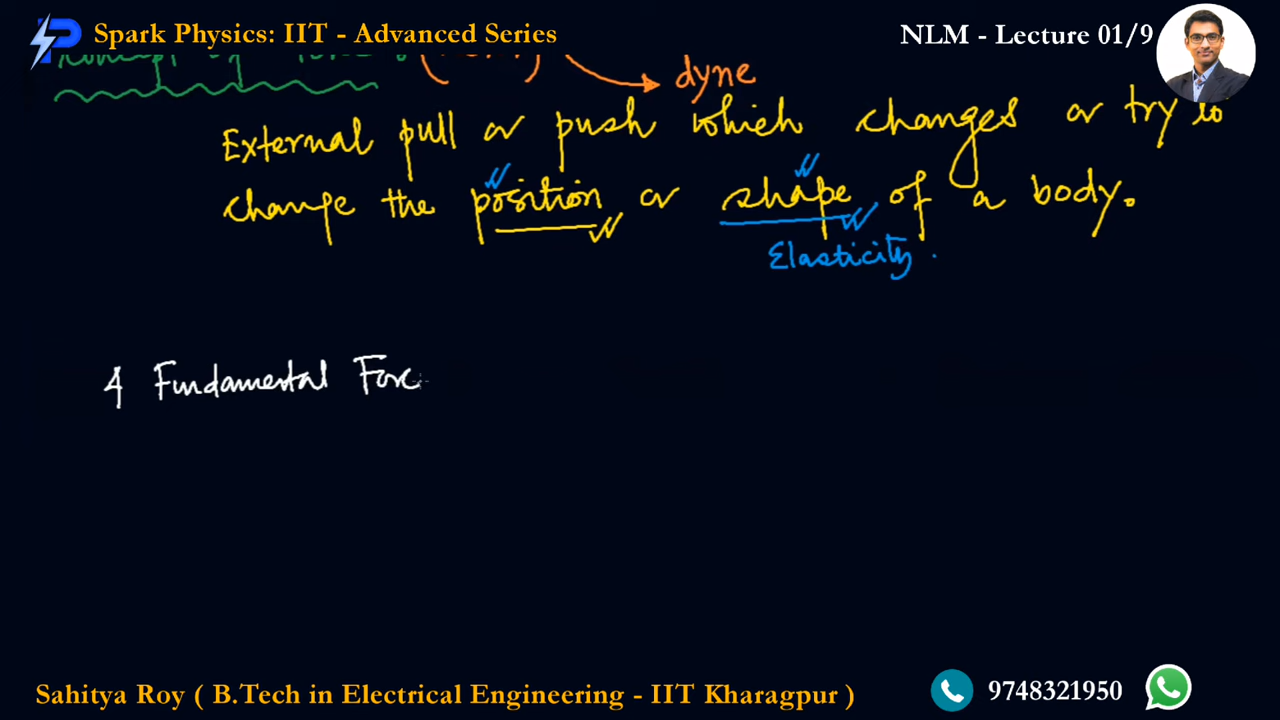 Spark Physics: IIT - Advanced Series
NLM - Lecture 01/9
dyne
External pull or push which changes or try to
change the position or shape of a body.
Elasticity.
4 Fundamental Forc
Sahitya Roy ( B.Tech in Electrical Engineering - IIT Kharagpur )
9748321950